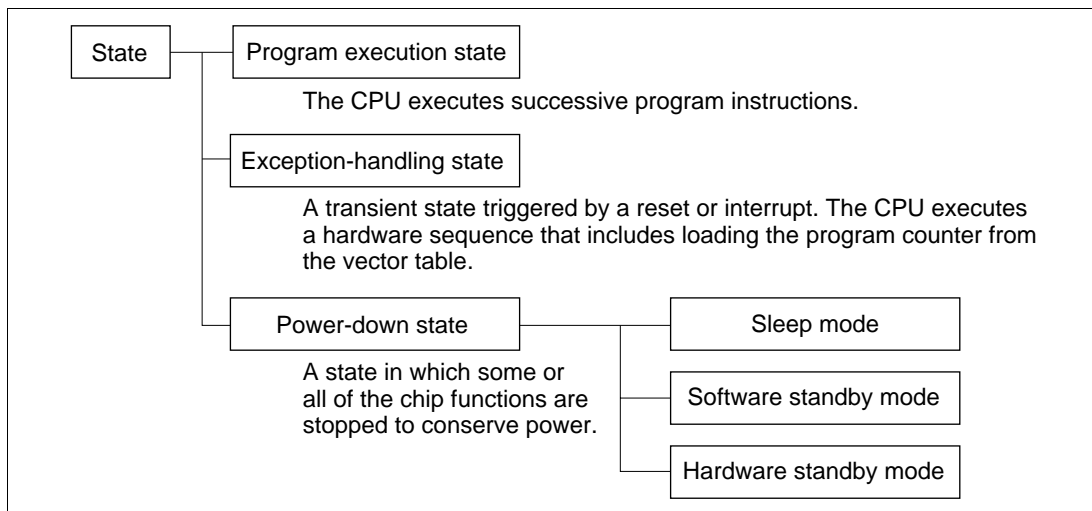 State
Program execution state
The CPU executes successive program instructions.
Exception-handling state
A transient state triggered by a reset or interrupt. The CPU executes
a hardware sequence that includes loading the program counter from
the vector table.
Power-down state
A state in which some or
all of the chip functions are
stopped to conserve power.
Sleep mode
Software standby mode
Hardware standby mode